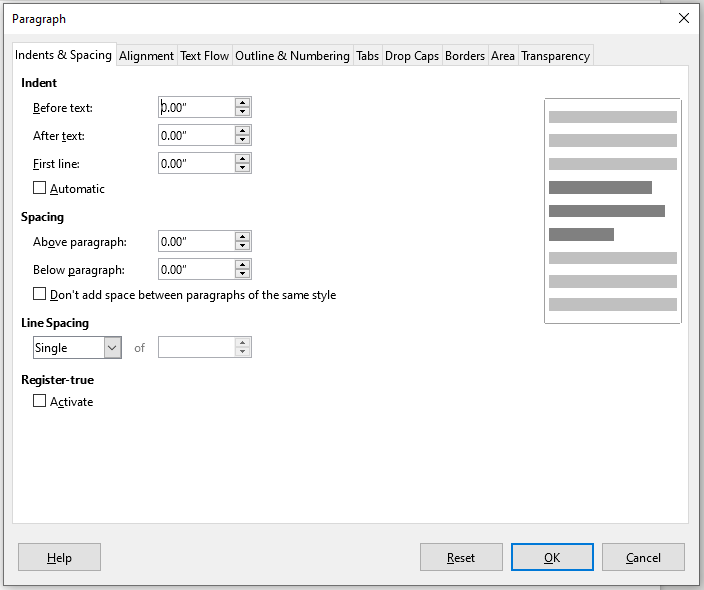 Paragraph
Indents & Spacing Alignment Text Flow Outline & Numbering Tabs Drop Caps Borders Area Transparency
Indent
Before text: 0.00"
After text: 0.00"
First line: 0.00"
Automatic
Spacing
Above paragraph: 0.00"
Below paragraph: 0.00"
Don't add space between paragraphs of the same style
Line Spacing
Single of
Register-true
Activate
Help Reset OK Cancel